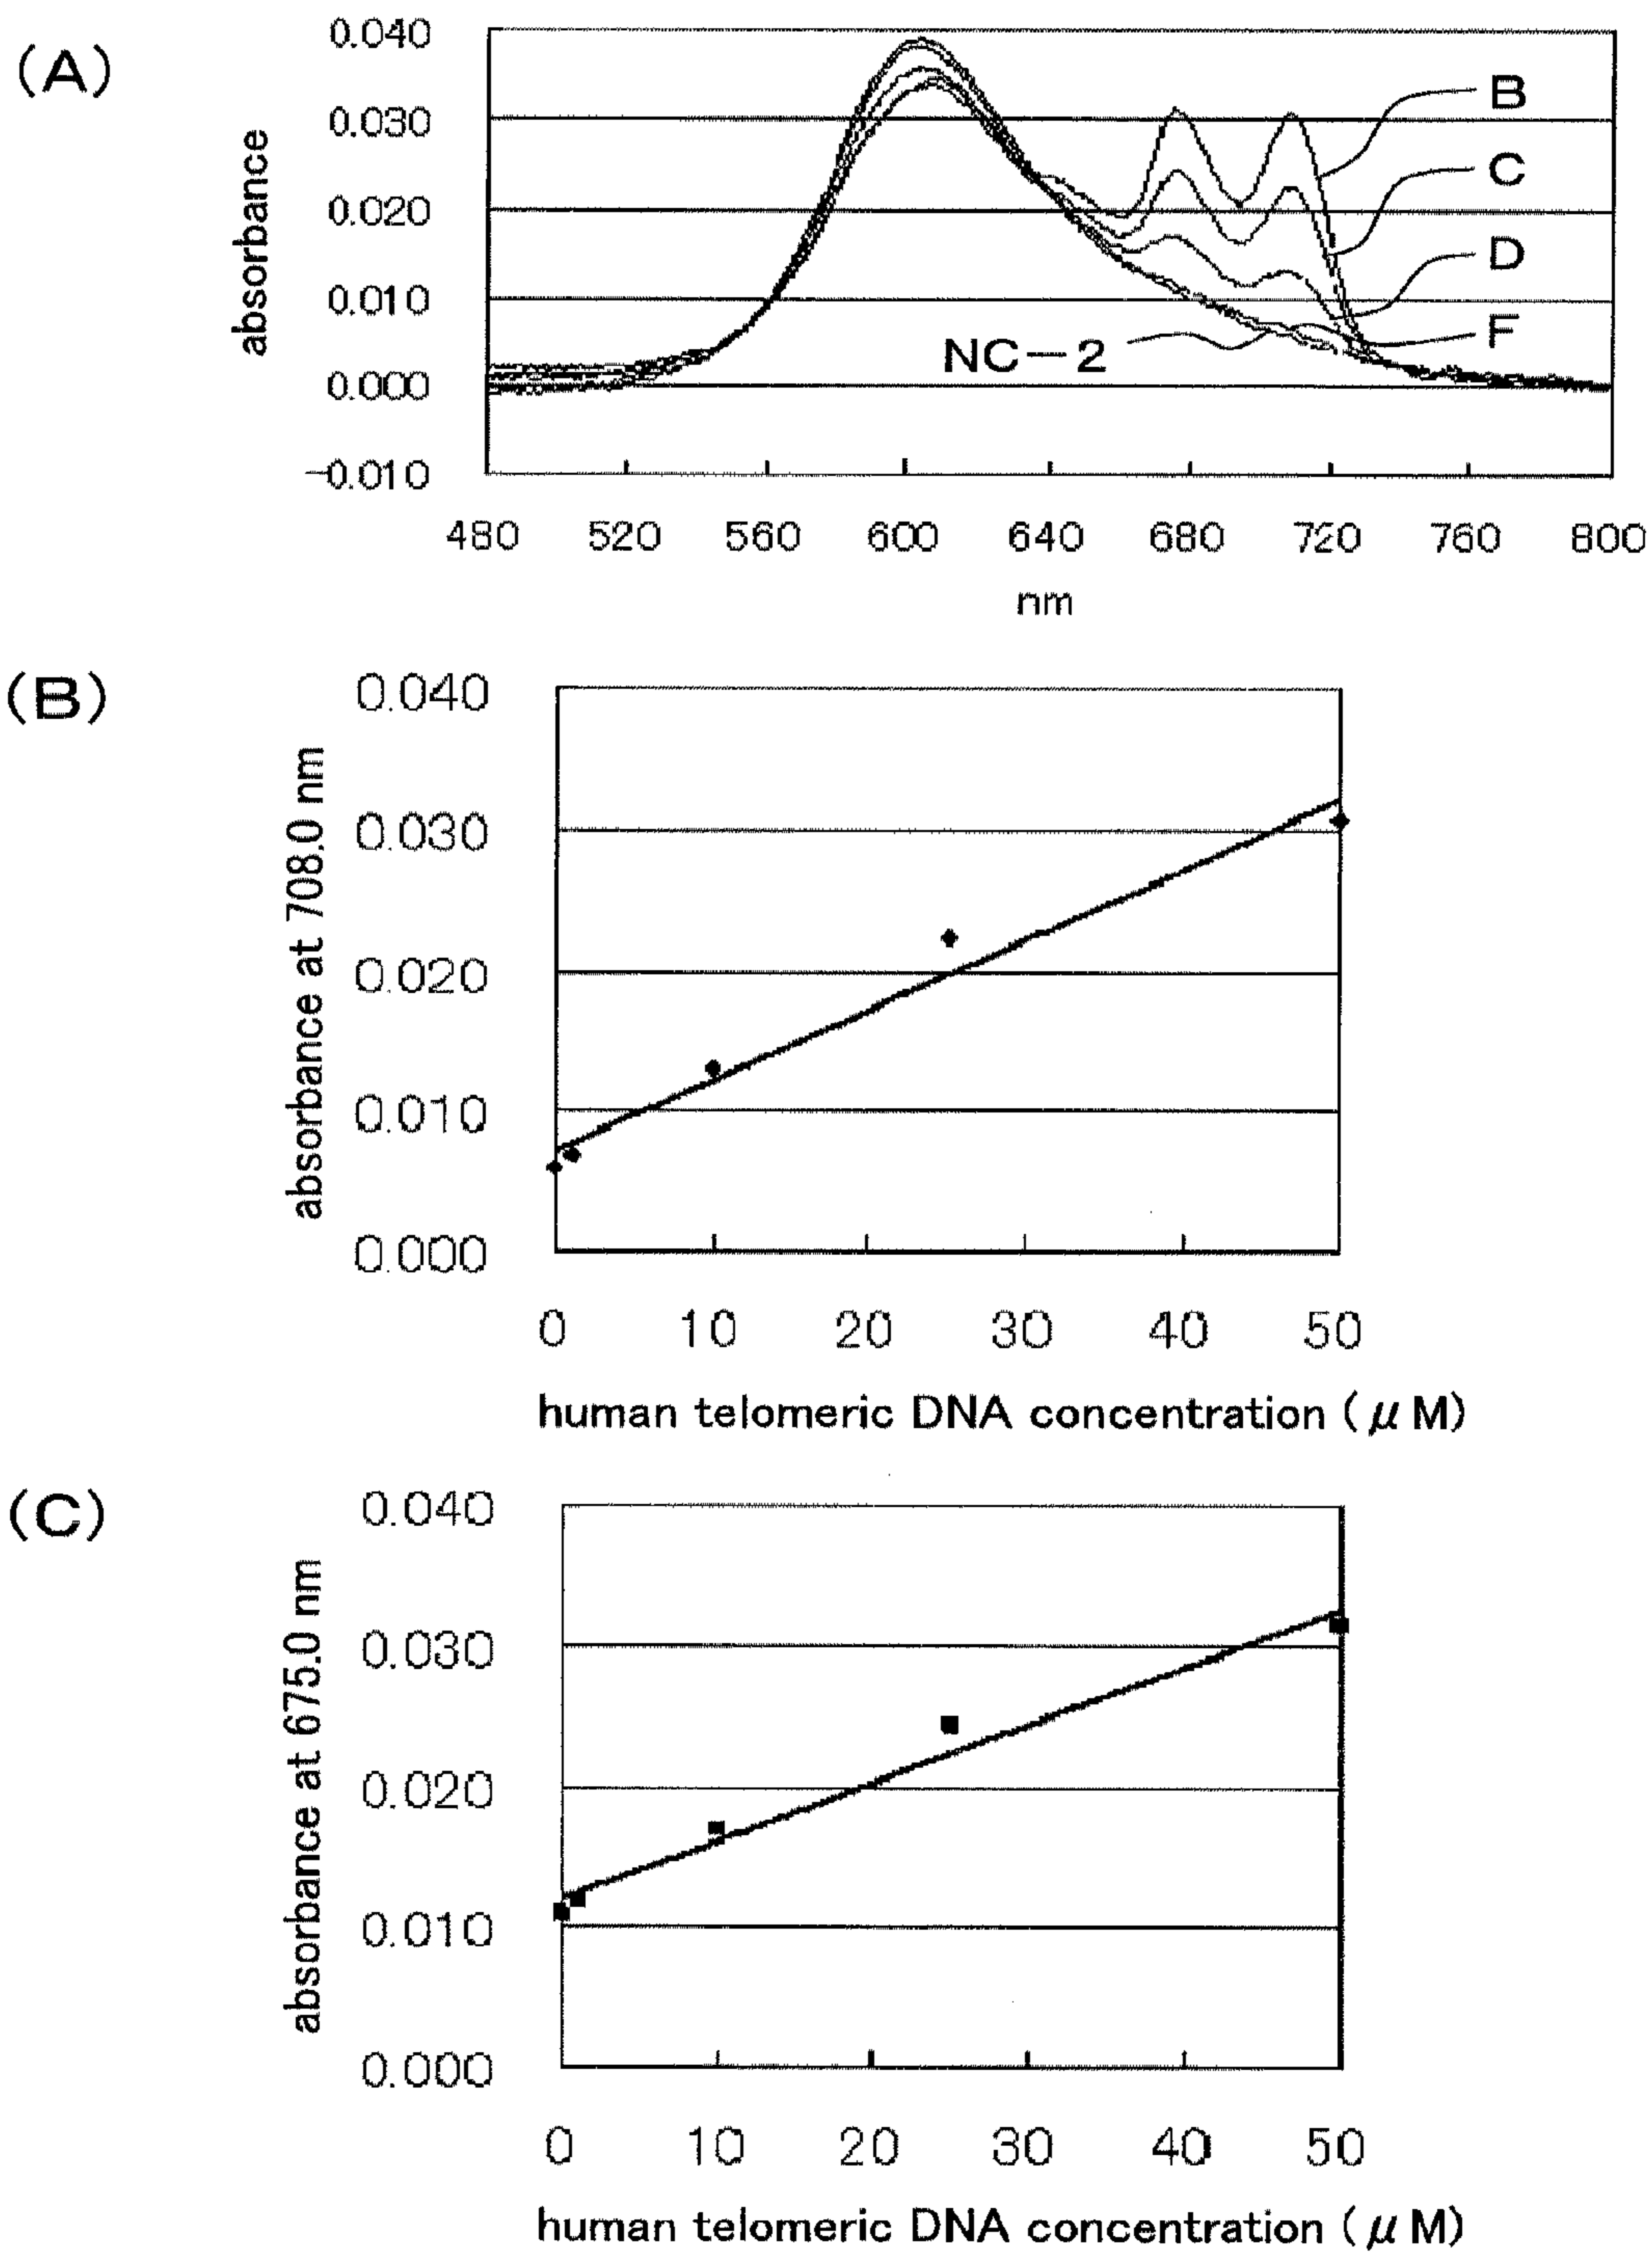 (A)
absorbance
0.040
0.030
0.020
0.010
0.000
-0.010
B
C
D
F
NC-2
480 520 560 600 640 680 720 760 800
nm
(B)
absorbance at 708.0 nm
0.040
0.030
0.020
0.010
0.000
0 10 20 30 40 50
human telomeric DNA concentration (μM)
(C)
absorbance at 675.0 nm
0.040
0.030
0.020
0.010
0.000
0 10 20 30 40 50
human telomeric DNA concentration (μM)